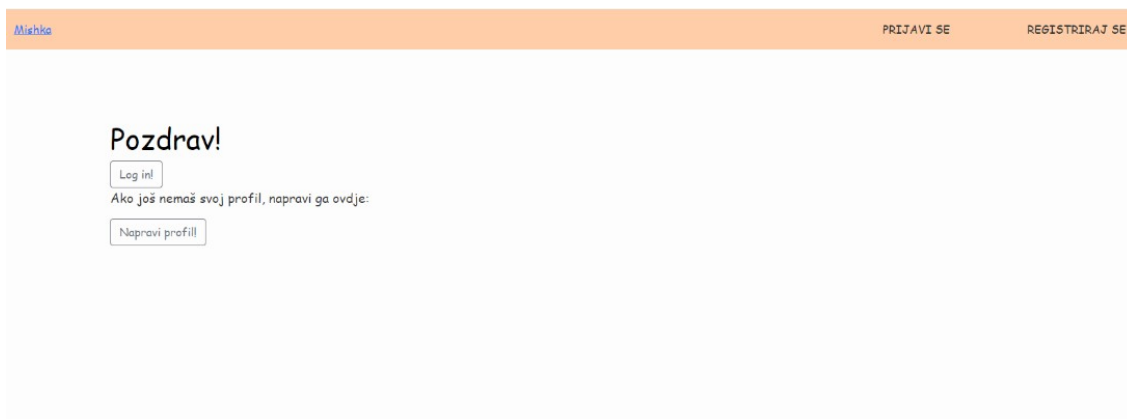 Mishka PRIJAVI SE REGISTRIRAJ SE
Pozdrav!
Log in!
Ako još nemaš svoj profil, napravi ga ovdje:
Napravi profil!